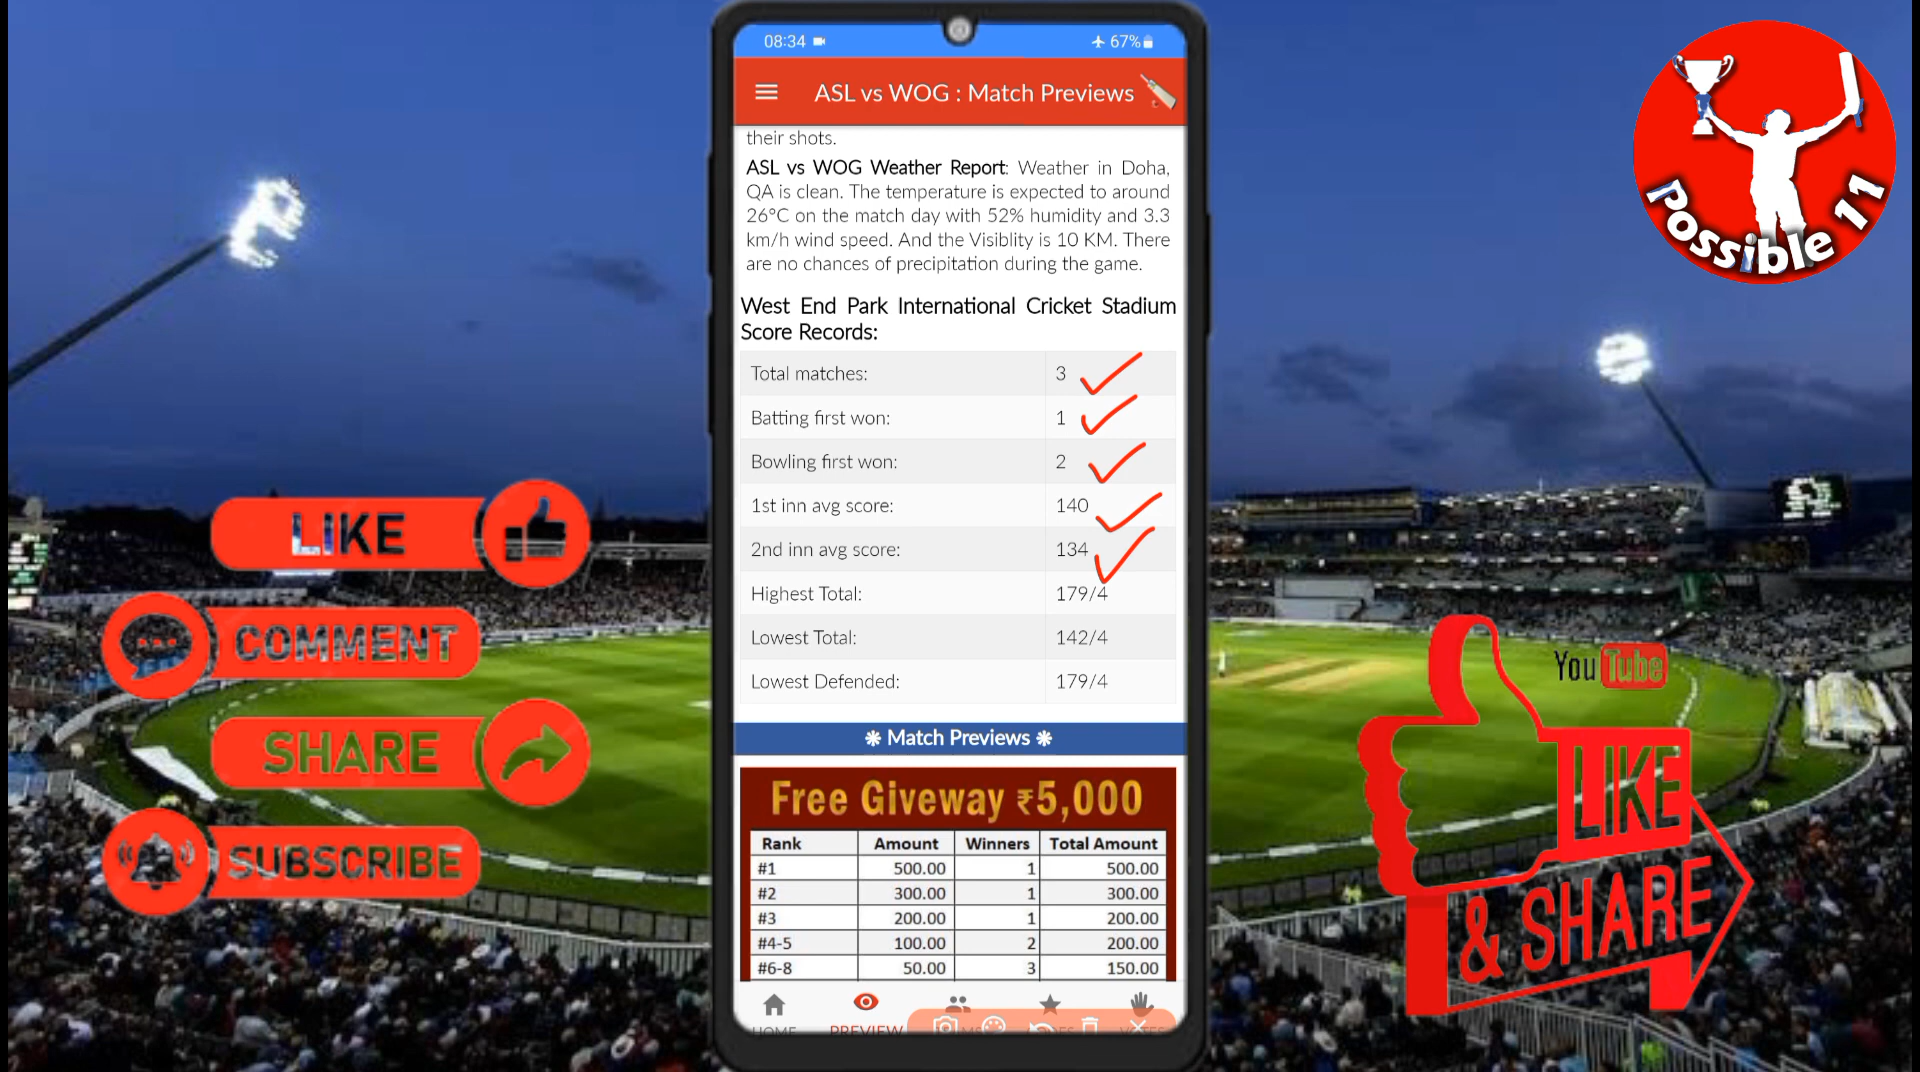 08:34
67%
ASL vs WOG : Match Previews
their shots.
ASL vs WOG Weather Report: Weather in Doha,
QA is clean. The temperature is expected to around
26°C on the match day with 52% humidity and 3.3
km/h wind speed. And the Visiblity is 10 KM. There
are no chances of precipitation during the game.
West End Park International Cricket Stadium
Score Records:
Total matches: 3
Batting first won: 1
Bowling first won: 2
1st inn avg score: 140
2nd inn avg score: 134
Highest Total: 179/4
Lowest Total: 142/4
Lowest Defended: 179/4
❋ Match Previews ❋
Free Giveway ₹5,000
Rank Amount Winners Total Amount
#1 500.00 1 500.00
#2 300.00 1 300.00
#3 200.00 1 200.00
#4-5 100.00 2 200.00
#6-8 50.00 3 150.00
HOME PREVIEW
LIKE
COMMENT
SHARE
SUBSCRIBE
Possible 11
YouTube
LIKE
& SHARE